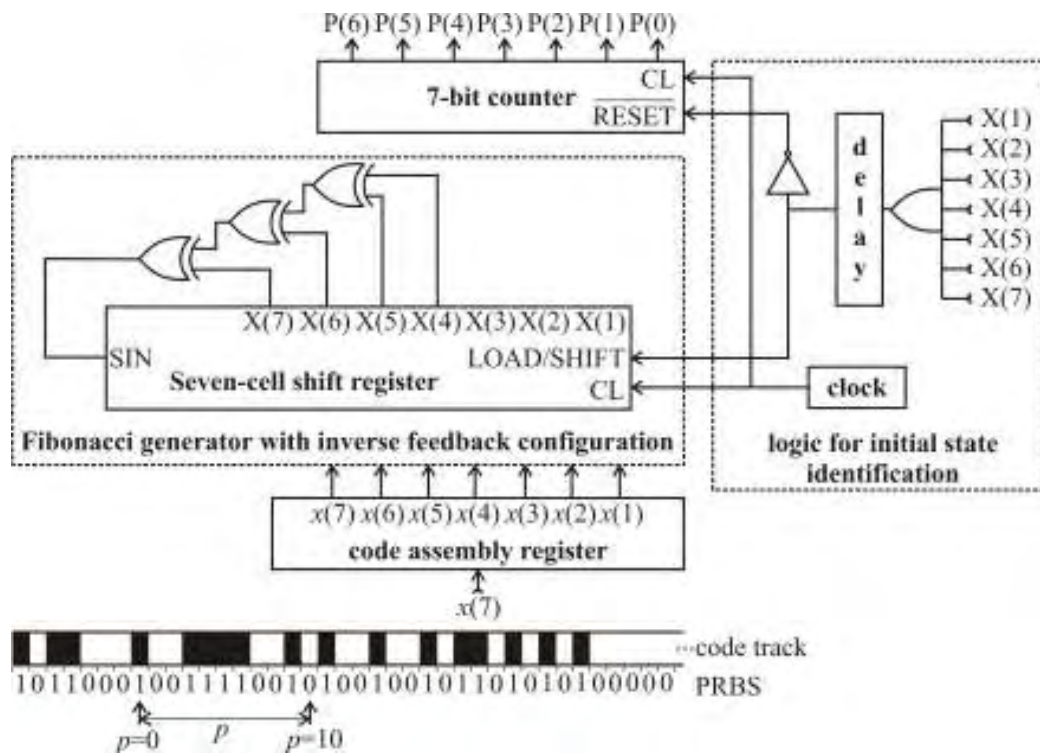 P(6) P(5) P(4) P(3) P(2) P(1) P(0)
7-bit counter
CL
RESET
delay
X(1)
X(2)
X(3)
X(4)
X(5)
X(6)
X(7)
X(7) X(6) X(5) X(4) X(3) X(2) X(1)
SIN
LOAD/SHIFT
Seven-cell shift register
CL
clock
Fibonacci generator with inverse feedback configuration
logic for initial state
identification
x(7) x(6) x(5) x(4) x(3) x(2) x(1)
code assembly register
x(7)
code track
101100010011110010100100101101010100000
PRBS
p
p=0
p=10